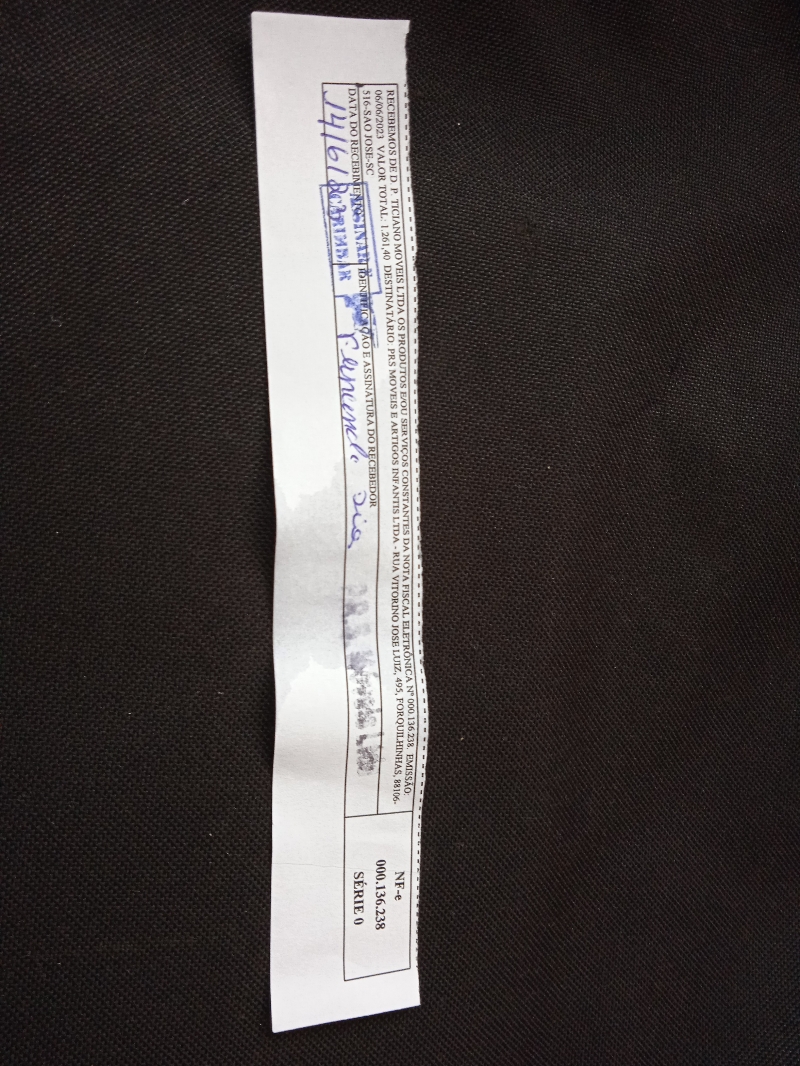 RECEBEMOS DE D P TICIANO MOVEIS LTDA OS PRODUTOS E/OU SERVIÇOS CONSTANTES DA NOTA FISCAL ELETRÔNICA Nº 000.136.238. EMISSÃO:
06/06/2023 VALOR TOTAL: 1.261,40 DESTINATÁRIO: PRS MOVEIS E ARTIGOS INFANTIS LTDA - RUA VITORINO JOSE LUIZ, 495, FORQUILHINHAS, 88106-
516-SAO JOSE-SC
DATA DO RECEBIMENTO
IDENTIFICAÇÃO E ASSINATURA DO RECEBEDOR
14/6/
ASSINAR
CARIMBAR
NF-e
000.136.238
SÉRIE 0